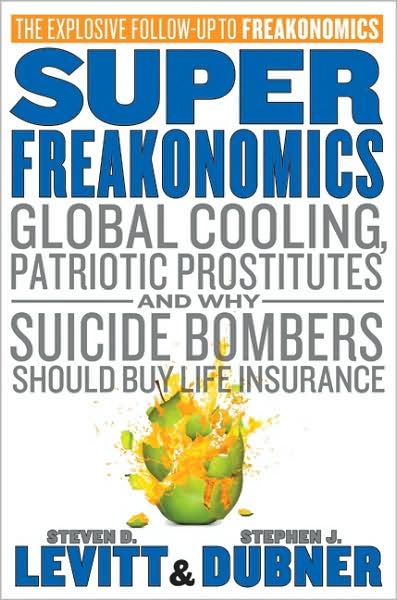 THE EXPLOSIVE FOLLOW-UP TO FREAKONOMICS
SUPER
FREAKONOMICS
GLOBAL COOLING,
PATRIOTIC PROSTITUTES
AND WHY
SUICIDE BOMBERS
SHOULD BUY LIFE INSURANCE
STEVEN D. STEPHEN J.
LEVITT & DUBNER